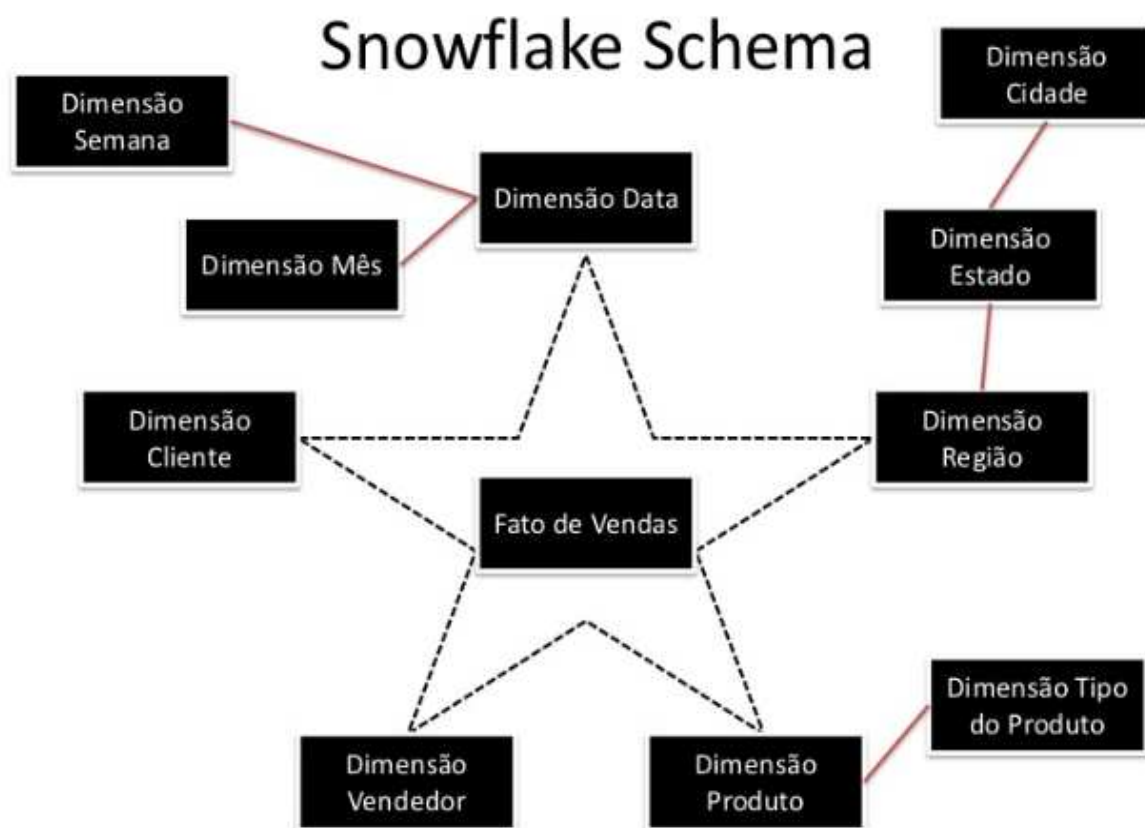 Snowflake Schema
Dimensão
Cidade
Dimensão
Semana
Dimensão Data
Dimensão
Estado
Dimensão Mês
Dimensão
Cliente
Dimensão
Região
Fato de Vendas
Dimensão Tipo
do Produto
Dimensão
Vendedor
Dimensão
Produto